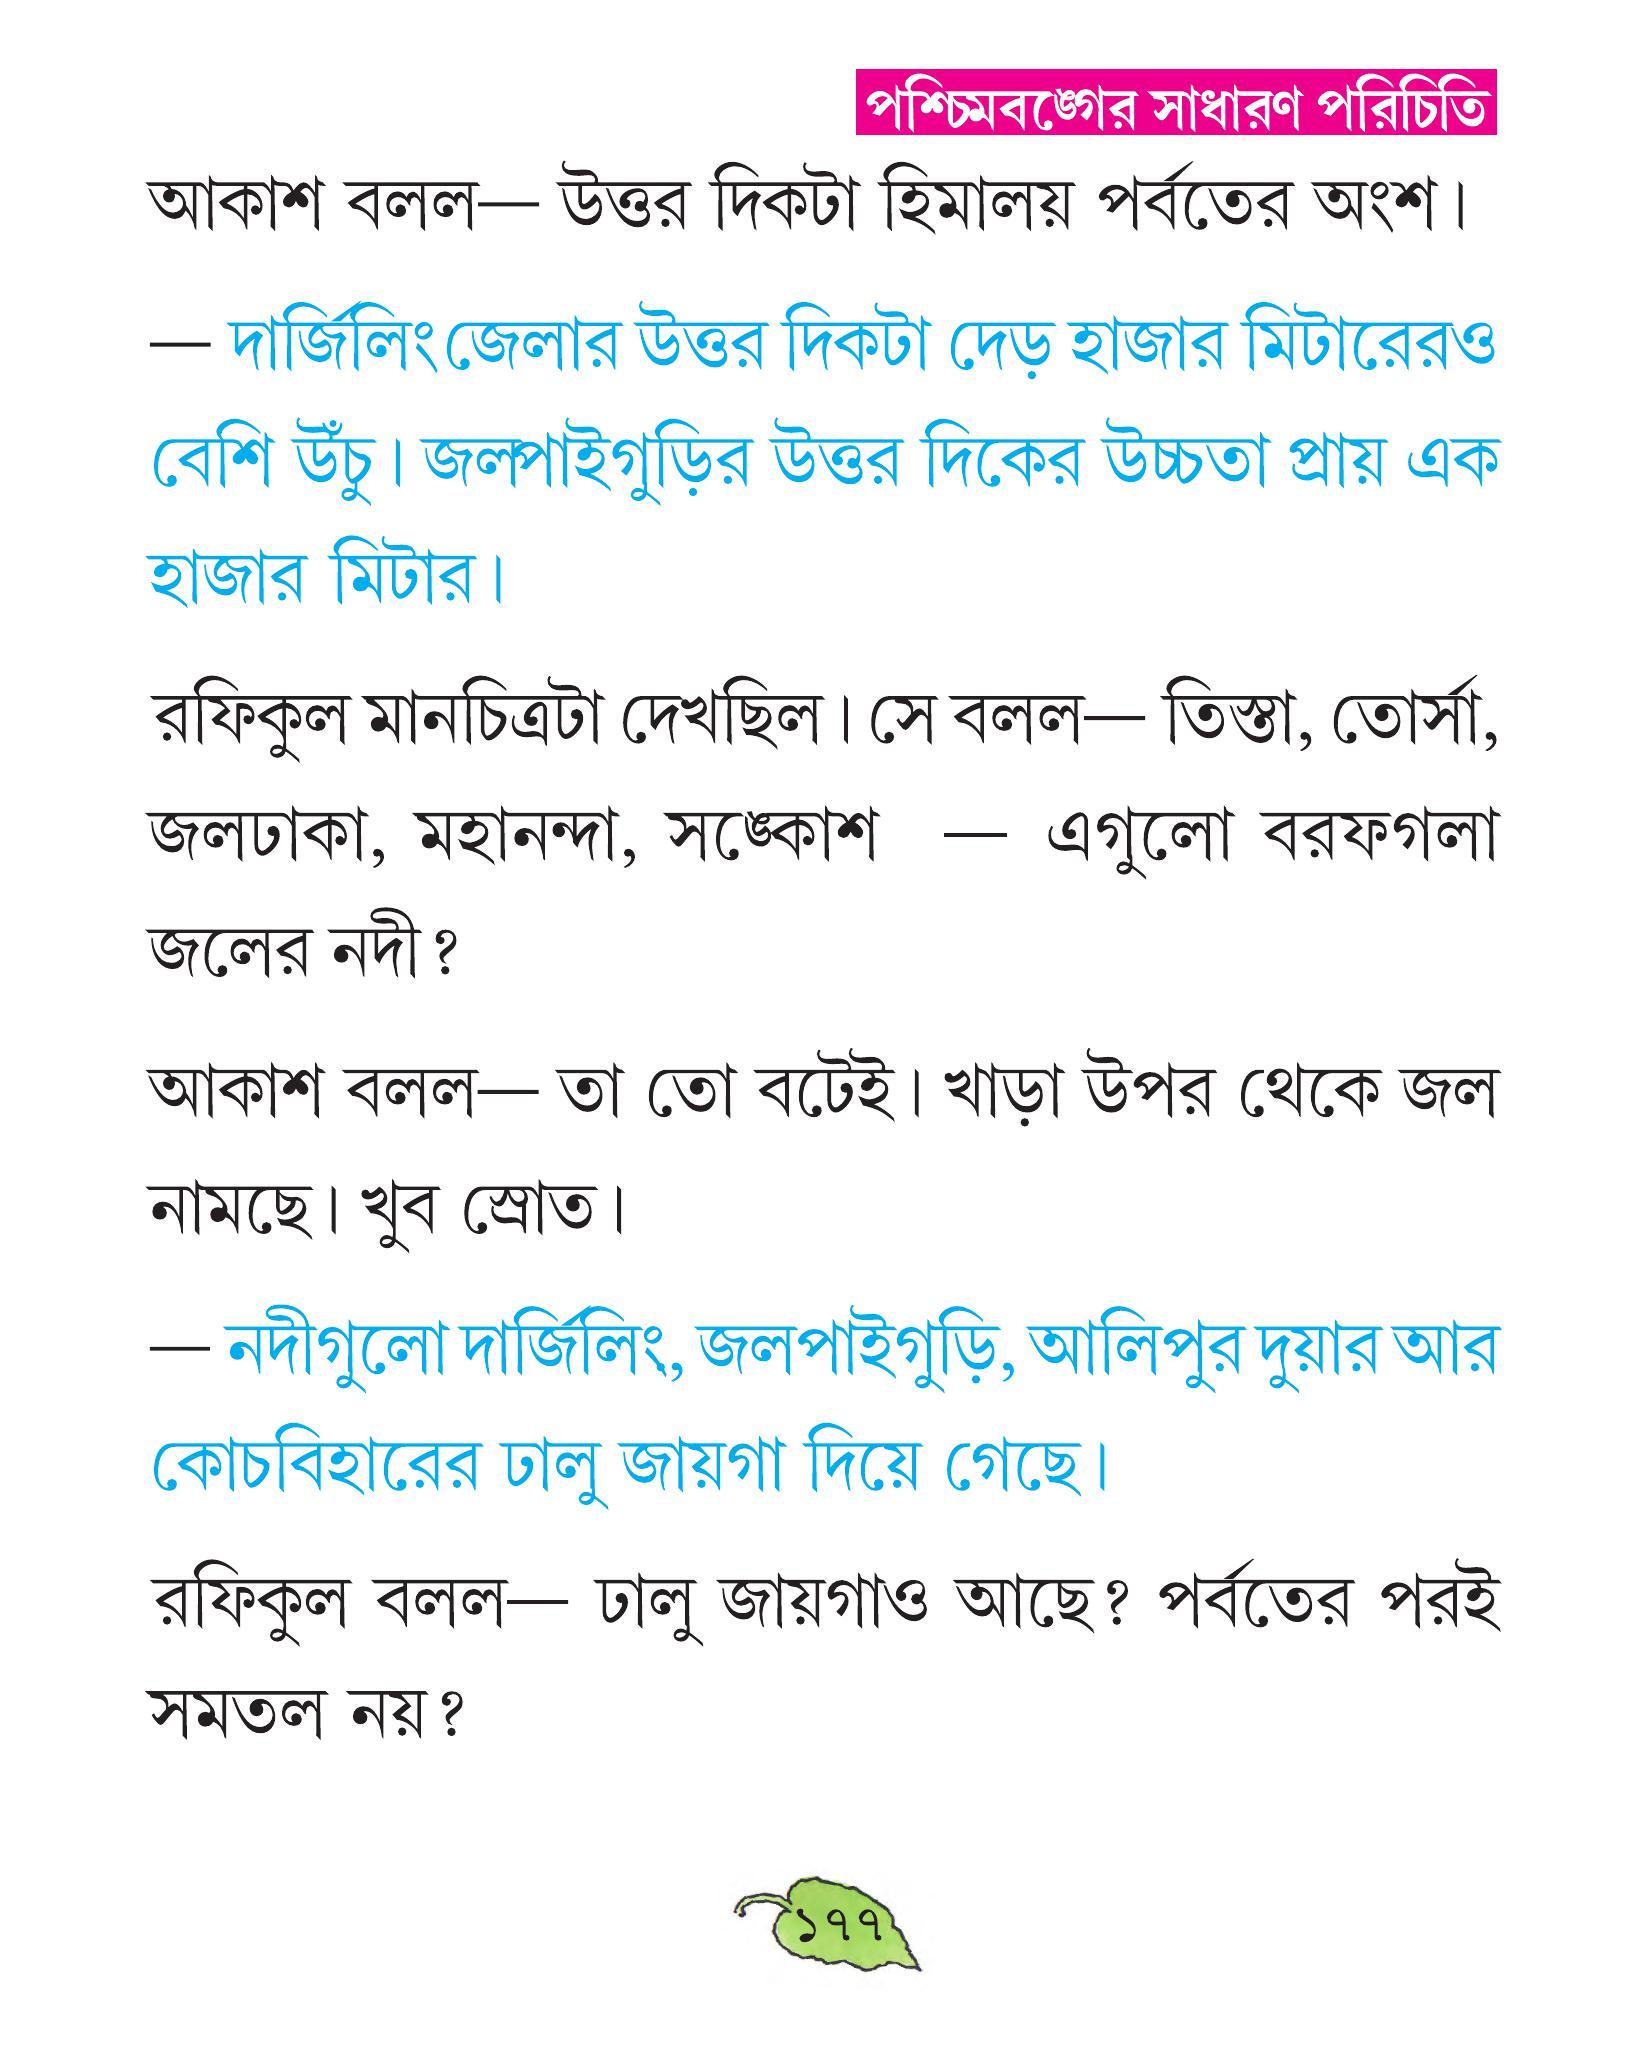 পশ্চিমবঙ্গের সাধারণ পরিচিতি
আকাশ বলল— উত্তর দিকটা হিমালয় পর্বতের অংশ।
— দার্জিলিং জেলার উত্তর দিকটা দেড় হাজার মিটারেরও
বেশি উঁচু। জলপাইগুড়ির উত্তর দিকের উচ্চতা প্রায় এক
হাজার মিটার।
রফিকুল মানচিত্রটা দেখছিল। সে বলল— তিস্তা, তোর্সা,
জলঢাকা, মহানন্দা, সঙ্কোশ — এগুলো বরফগলা
জলের নদী?
আকাশ বলল— তা তো বটেই। খাড়া উপর থেকে জল
নামছে। খুব স্রোত।
— নদীগুলো দার্জিলিং, জলপাইগুড়ি, আলিপুর দুয়ার আর
কোচবিহারের ঢালু জায়গা দিয়ে গেছে।
রফিকুল বলল— ঢালু জায়গাও আছে? পর্বতের পরই
সমতল নয়?
১৭৭